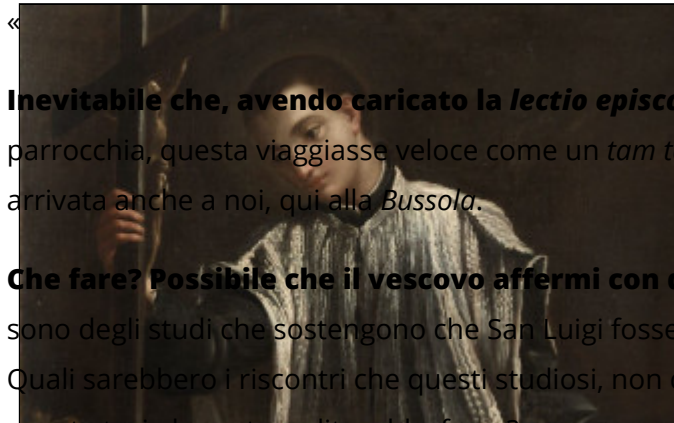 «
Inevitabile che, avendo caricato la lectio episco
parrocchia, questa viaggiasse veloce come un tam t
arrivata anche a noi, qui alla Bussola.
Che fare? Possibile che il vescovo affermi con
sono degli studi che sostengono che San Luigi fosse
Quali sarebbero i riscontri che questi studiosi, non